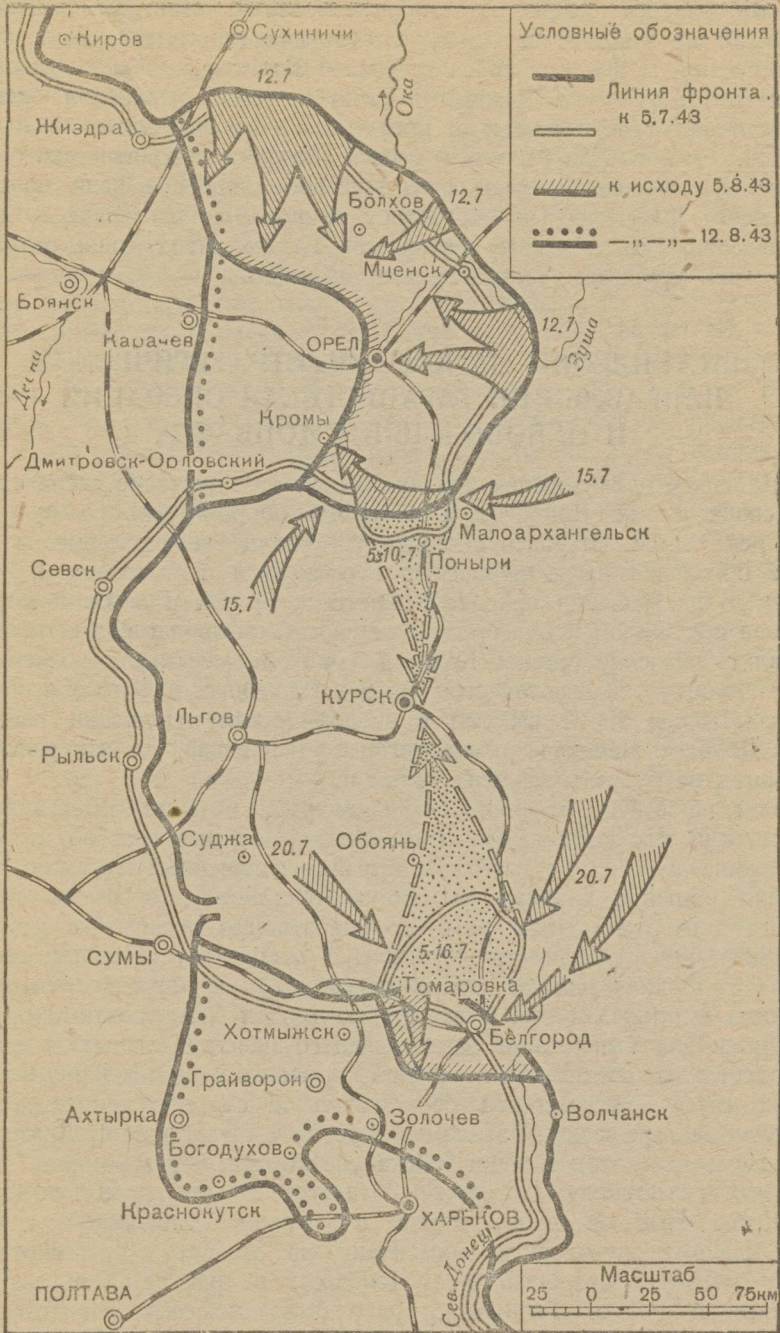 Условные обозначения
Линия фронта
к 5.7.43
к исходу 5.8.43
—„—„— 12.8.43
Киров
Сухиничи
12.7
Ока
Жиздра
Болхов
12.7
Мценск
Брянск
Карачев
ОРЕЛ
12.7
Зуша
Десна
Кромы
Дмитровск-Орловский
15.7
Малоархангельск
5-10.7
Поныри
Севск
15.7
КУРСК
Льгов
Рыльск
Суджа
20.7
Обоянь
20.7
СУМЫ
5-16.7
Томаровка
Хотмыжск
Белгород
Грайворон
Ахтырка
Золочев
Волчанск
Богодухов
Краснокутск
ХАРЬКОВ
Сев. Донец
ПОЛТАВА
Масштаб
25 0 25 50 75км